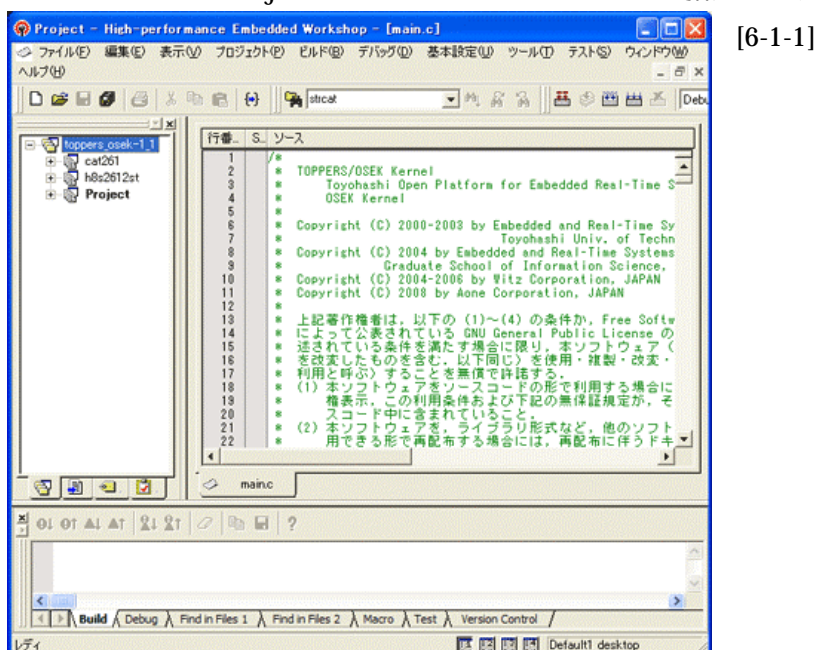 Project - High-performance Embedded Workshop - [main.c]
[6-1-1]
ファイル(F) 編集(E) 表示(V) プロジェクト(P) ビルド(B) デバッグ(D) 基本設定(U) ツール(T) テスト(S) ウィンドウ(W)
ヘルプ(H)
strcat
Debu
toppers_osek-1_1
cat261
h8s2612st
Project
行番... S... ソース
1 /*
2 * TOPPERS/OSEK Kernel
3 * Toyohashi Open Platform for Embedded Real-Time S
4 * OSEK Kernel
5 *
6 * Copyright (C) 2000-2003 by Embedded and Real-Time Sy
7 * Toyohashi Univ. of Techn
8 * Copyright (C) 2004 by Embedded and Real-Time Systems
9 * Graduate School of Information Science,
10 * Copyright (C) 2004-2006 by Witz Corporation, JAPAN
11 * Copyright (C) 2008 by Aone Corporation, JAPAN
12 *
13 * 上記著作権者は，以下の (1)～(4) の条件か，Free Softw
14 * によって公表されている GNU General Public License の
15 * 述されている条件を満たす場合に限り，本ソフトウェア（
16 * を改変したものを含む．以下同じ）を使用・複製・改変・
17 * 利用と呼ぶ）することを無償で許諾する．
18 * (1) 本ソフトウェアをソースコードの形で利用する場合に
19 * 権表示，この利用条件および下記の無保証規定が，そ
20 * スコード中に含まれていること．
21 * (2) 本ソフトウェアを，ライブラリ形式など，他のソフト
22 * 用できる形で再配布する場合には，再配布に伴うドキ
main.c
Build Debug Find in Files 1 Find in Files 2 Macro Test Version Control
レディ
Default1 desktop